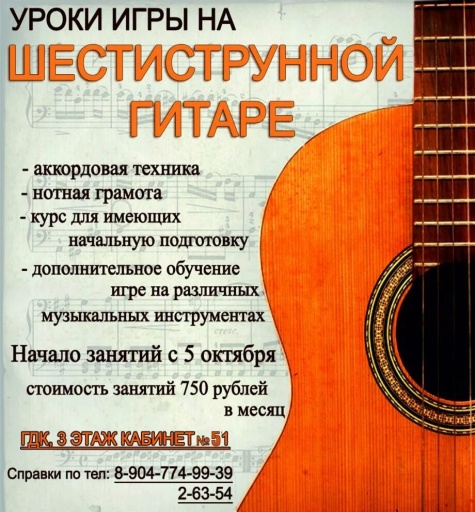 УРОКИ ИГРЫ НА
ШЕСТИСТРУННОЙ
ГИТАРЕ
- аккордовая техника
- нотная грамота
- курс для имеющих
начальную подготовку
- дополнительное обучение
игре на различных
музыкальных инструментах
Начало занятий с 5 октября
стоимость занятий 750 рублей
в месяц
ГДК, 3 ЭТАЖ КАБИНЕТ № 51
Справки по тел: 8-904-774-99-39
2-63-54